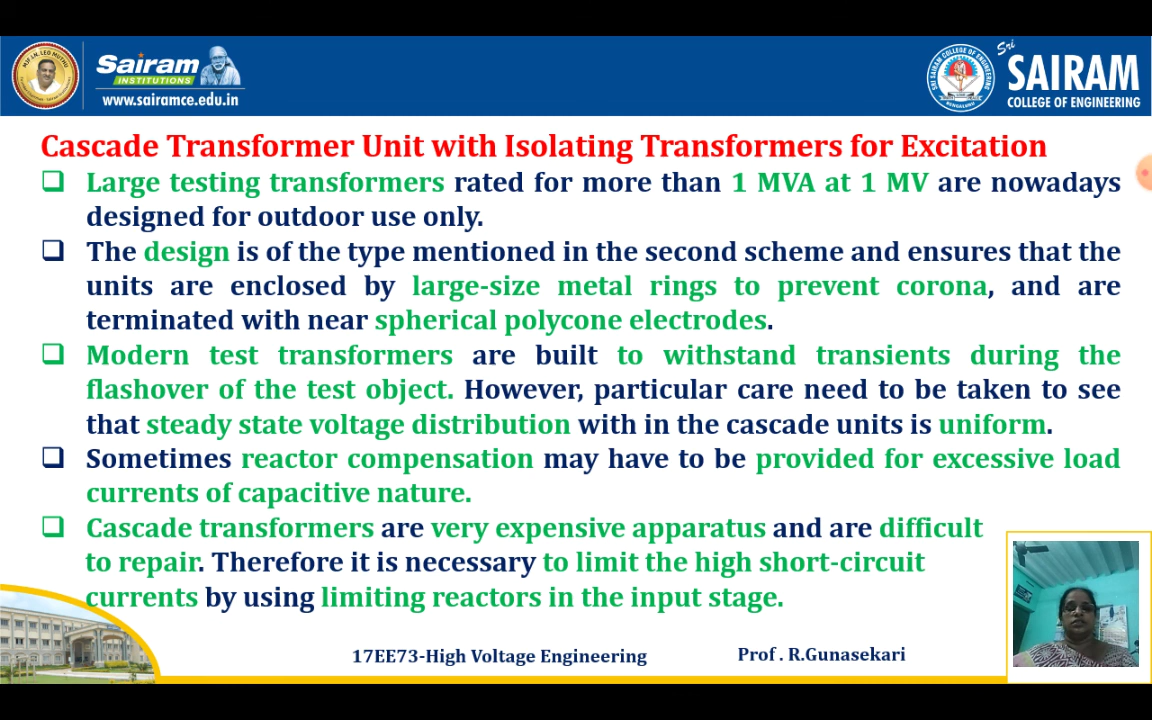 Sairam
INSTITUTIONS
www.sairamce.edu.in
SRI SAIRAM COLLEGE OF ENGINEERING
BENGALURU
Sri
SAIRAM
COLLEGE OF ENGINEERING
Cascade Transformer Unit with Isolating Transformers for Excitation
❑ Large testing transformers rated for more than 1 MVA at 1 MV are nowadays
designed for outdoor use only.
❑ The design is of the type mentioned in the second scheme and ensures that the
units are enclosed by large-size metal rings to prevent corona, and are
terminated with near spherical polycone electrodes.
❑ Modern test transformers are built to withstand transients during the
flashover of the test object. However, particular care need to be taken to see
that steady state voltage distribution with in the cascade units is uniform.
❑ Sometimes reactor compensation may have to be provided for excessive load
currents of capacitive nature.
❑ Cascade transformers are very expensive apparatus and are difficult
to repair. Therefore it is necessary to limit the high short-circuit
currents by using limiting reactors in the input stage.
17EE73-High Voltage Engineering
Prof . R.Gunasekari